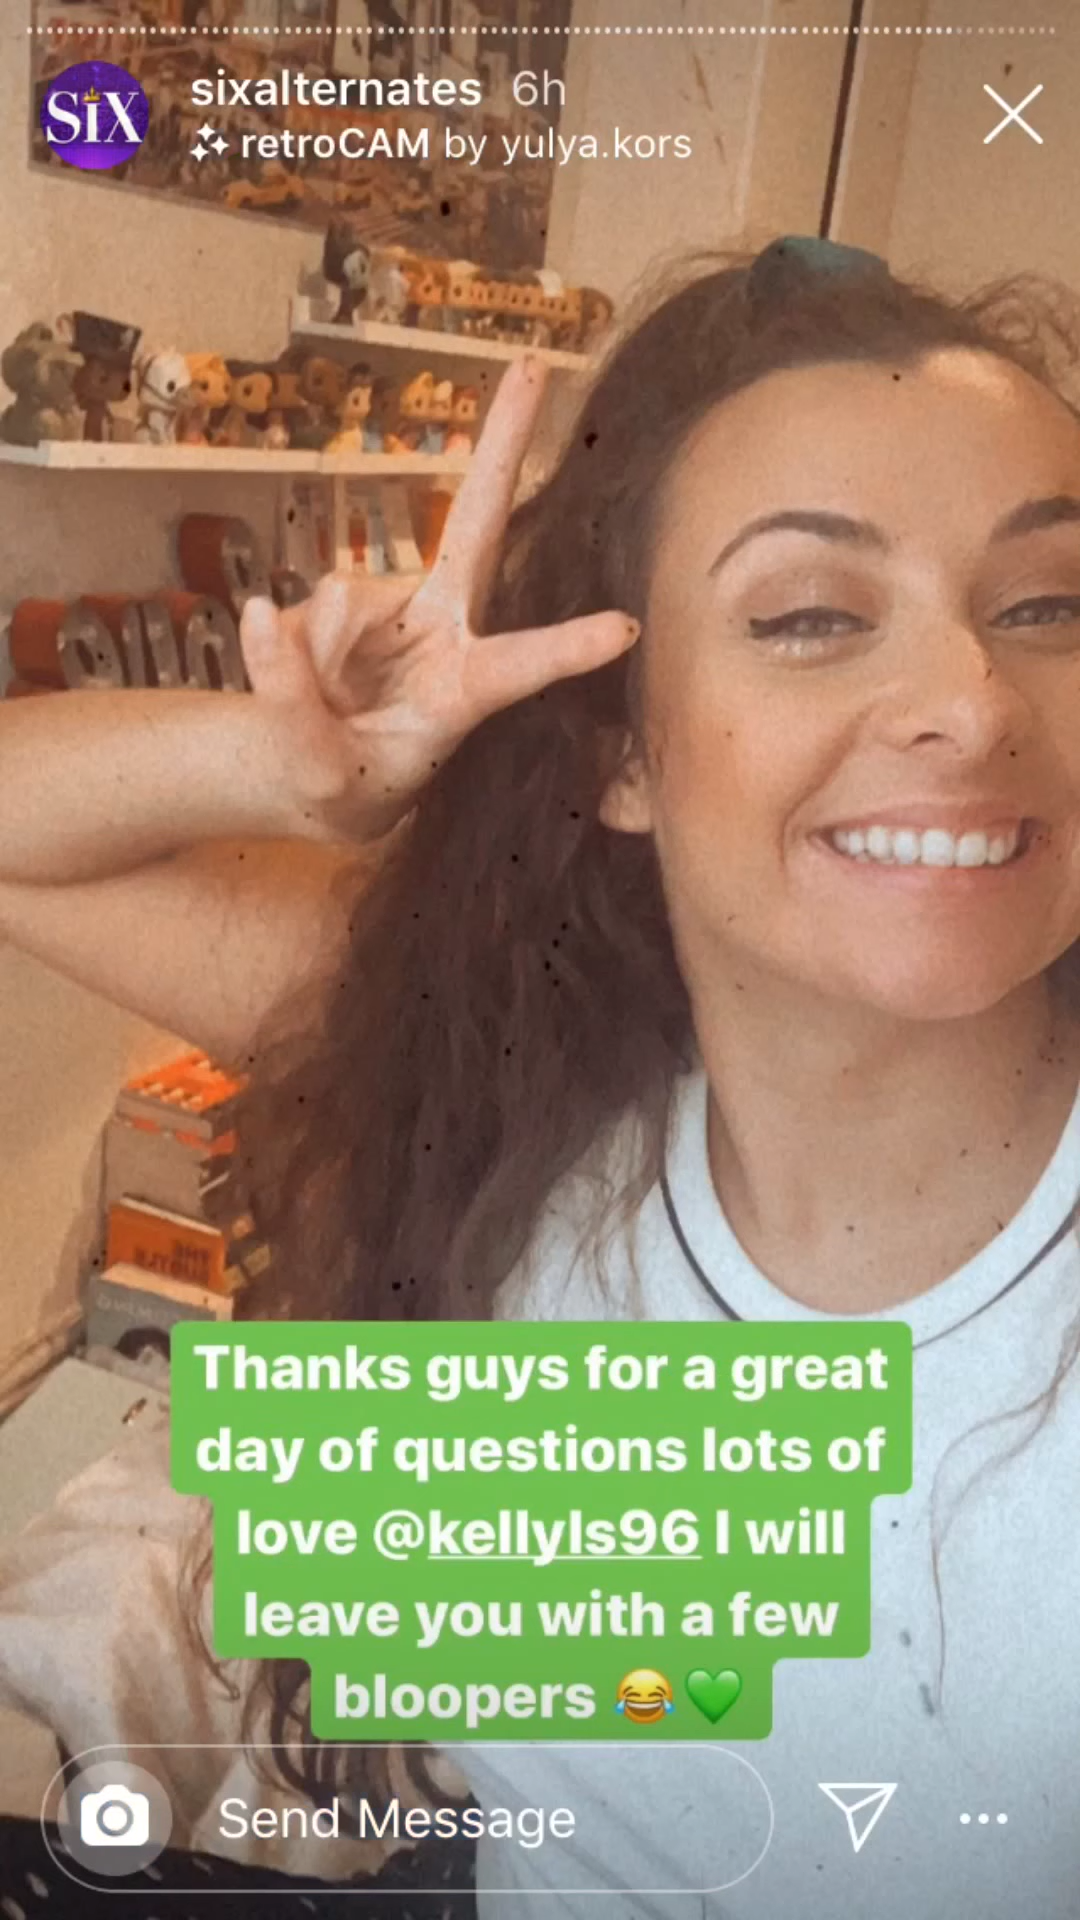 SiX
sixalternates 6h
retroCAM by yulya.kors
THE
Thanks guys for a great
day of questions lots of
love @kellyls96 I will
leave you with a few
bloopers 😂💚
Send Message